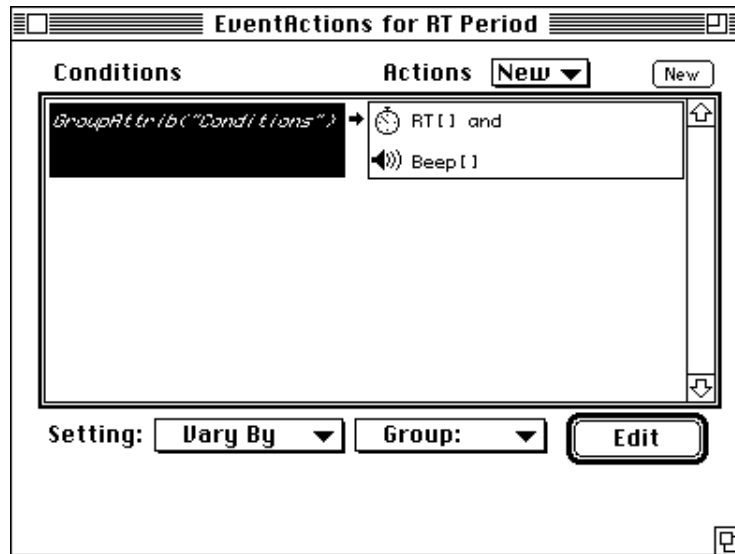 EventActions for RT Period
Conditions Actions New New
GroupAttrib("Conditions") RT[] and
Beep[]
Setting: Vary By Group: Edit